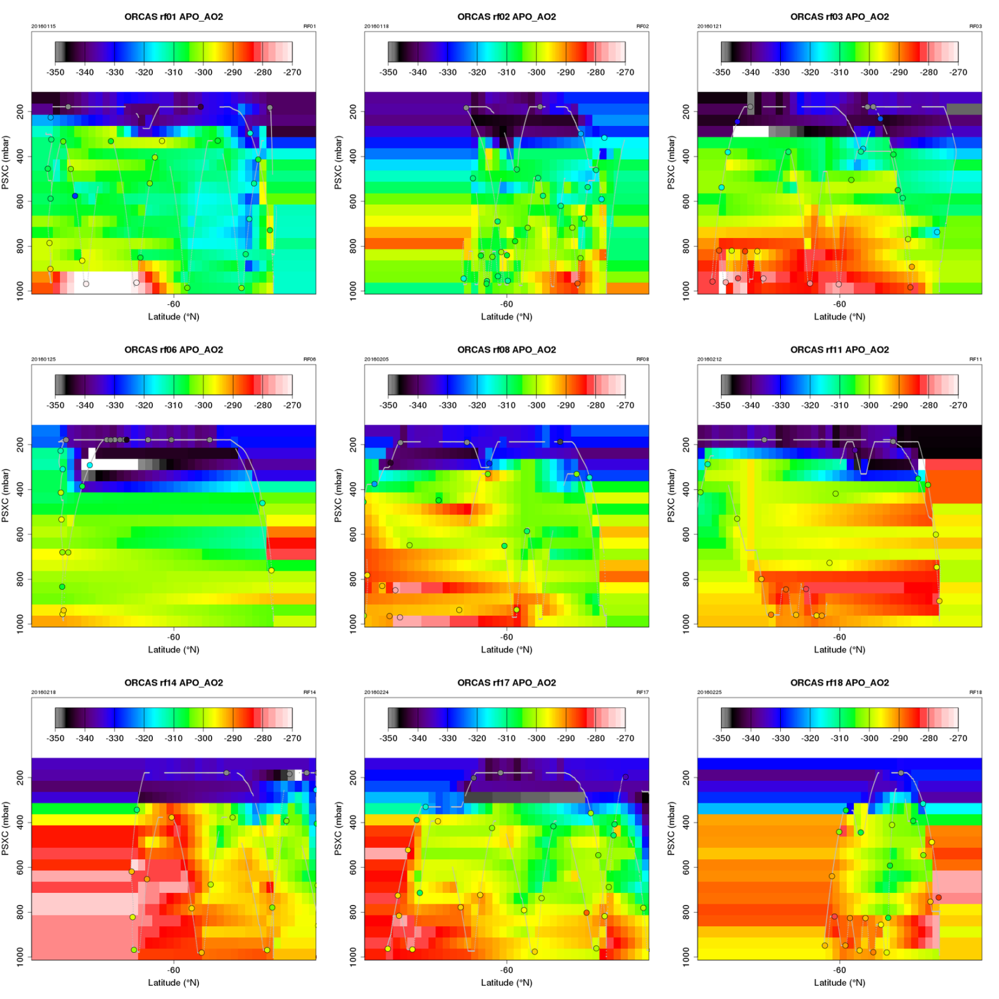 ORCAS rf01 APO_AO2
20160115 RF01
-350 -340 -330 -320 -310 -300 -290 -280 -270
200
400
600
800
1000
PSXC (mbar)
-60
Latitude (°N)
ORCAS rf02 APO_AO2
20160118 RF02
-350 -340 -330 -320 -310 -300 -290 -280 -270
200
400
600
800
1000
PSXC (mbar)
-60
Latitude (°N)
ORCAS rf03 APO_AO2
20160121 RF03
-350 -340 -330 -320 -310 -300 -290 -280 -270
200
400
600
800
1000
PSXC (mbar)
-60
Latitude (°N)
ORCAS rf06 APO_AO2
20160125 RF06
-350 -340 -330 -320 -310 -300 -290 -280 -270
200
400
600
800
1000
PSXC (mbar)
-60
Latitude (°N)
ORCAS rf08 APO_AO2
20160205 RF08
-350 -340 -330 -320 -310 -300 -290 -280 -270
200
400
600
800
1000
PSXC (mbar)
-60
Latitude (°N)
ORCAS rf11 APO_AO2
20160212 RF11
-350 -340 -330 -320 -310 -300 -290 -280 -270
200
400
600
800
1000
PSXC (mbar)
-60
Latitude (°N)
ORCAS rf14 APO_AO2
20160218 RF14
-350 -340 -330 -320 -310 -300 -290 -280 -270
200
400
600
800
1000
PSXC (mbar)
-60
Latitude (°N)
ORCAS rf17 APO_AO2
20160224 RF17
-350 -340 -330 -320 -310 -300 -290 -280 -270
200
400
600
800
1000
PSXC (mbar)
-60
Latitude (°N)
ORCAS rf18 APO_AO2
20160225 RF18
-350 -340 -330 -320 -310 -300 -290 -280 -270
200
400
600
800
1000
PSXC (mbar)
-60
Latitude (°N)